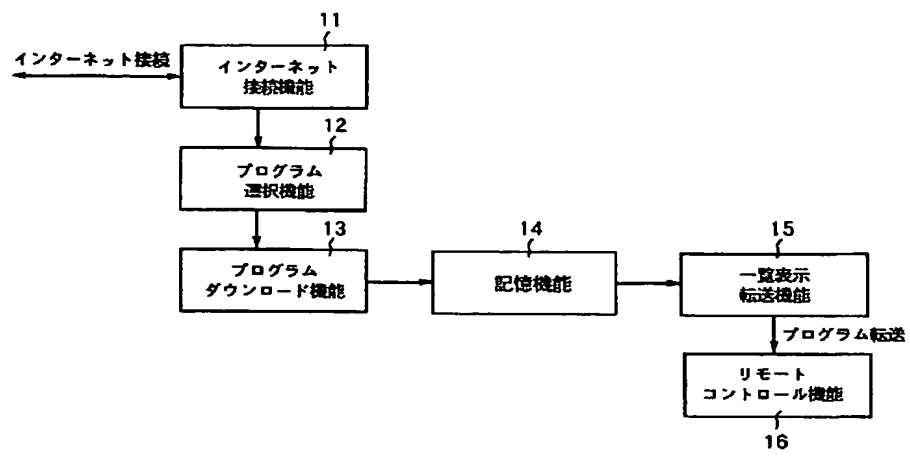 11
インターネット接続
インターネット
接続機能
12
プログラム
選択機能
13
プログラム
ダウンロード機能
14
記憶機能
15
一覧表示
転送機能
プログラム転送
リモート
コントロール機能
16